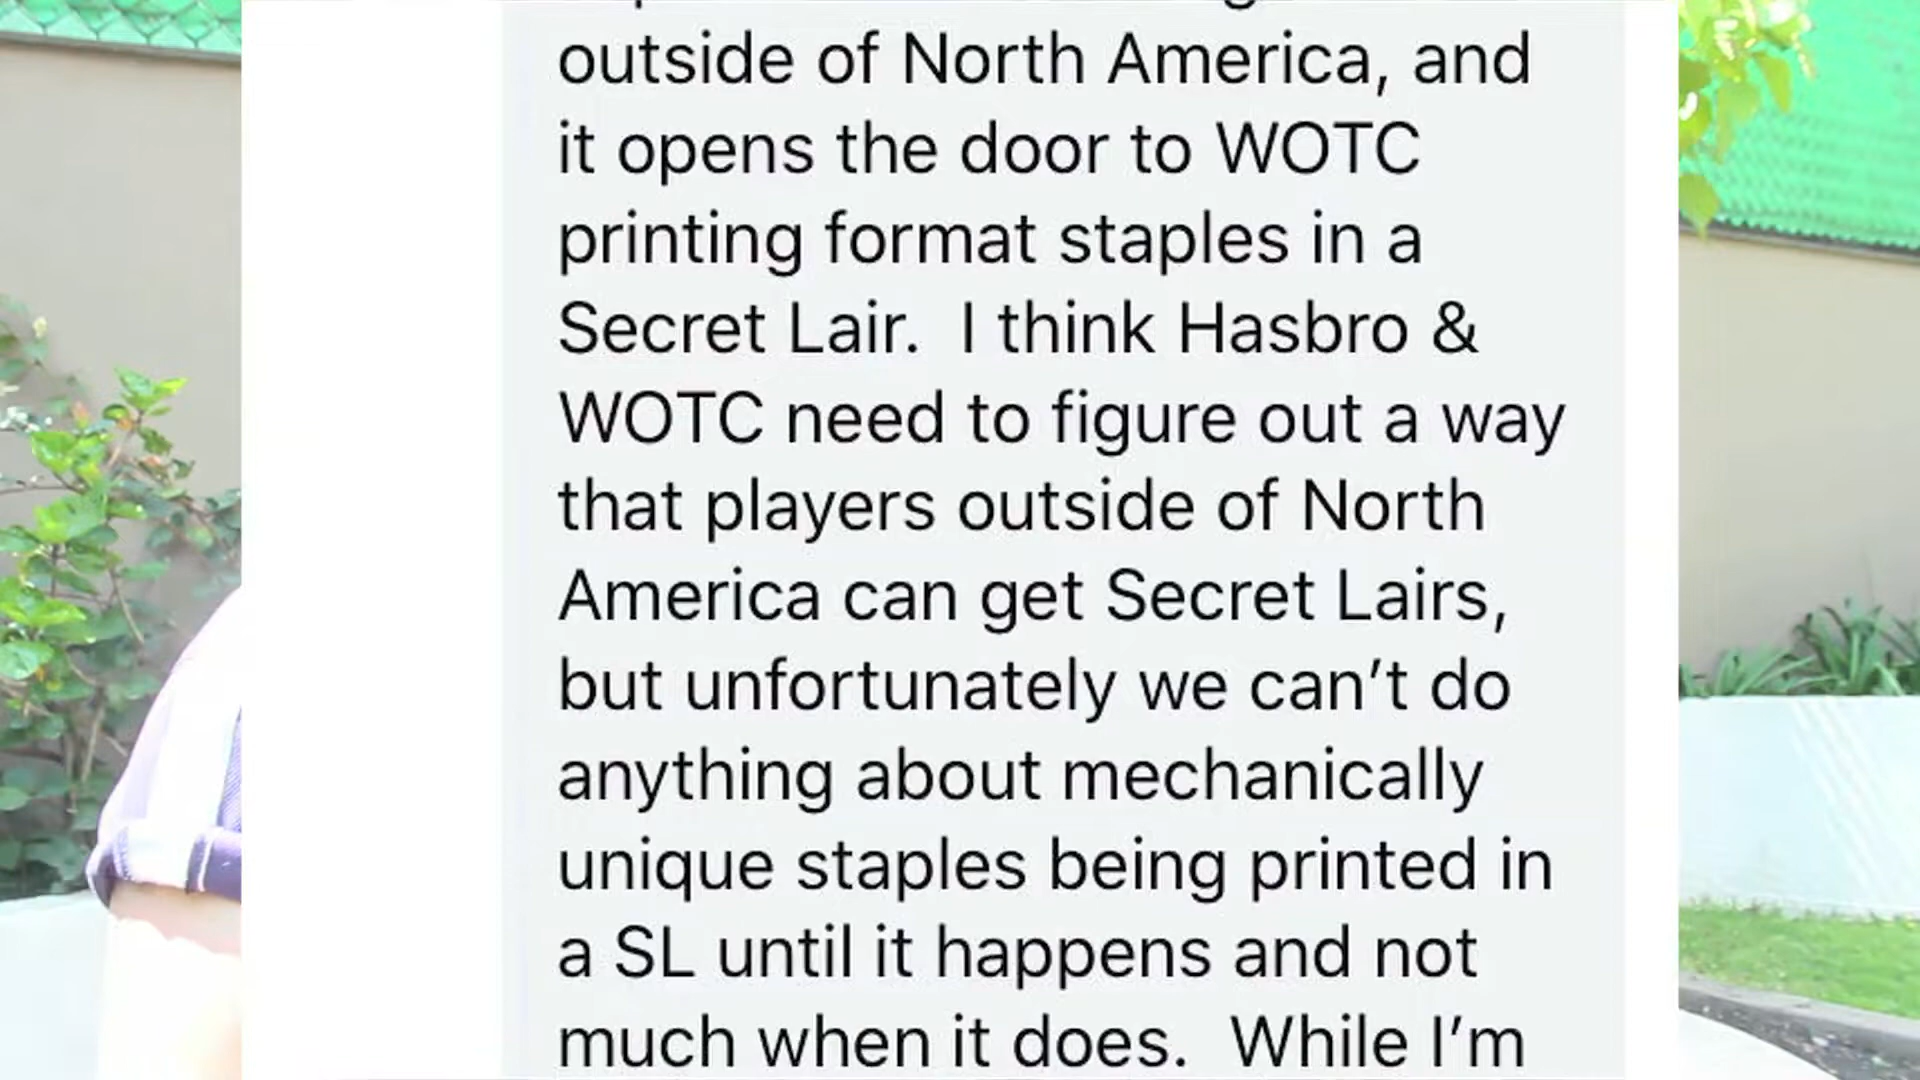 outside of North America, and
it opens the door to WOTC
printing format staples in a
Secret Lair.  I think Hasbro &
WOTC need to figure out a way
that players outside of North
America can get Secret Lairs,
but unfortunately we can’t do
anything about mechanically
unique staples being printed in
a SL until it happens and not
much when it does.  While I’m